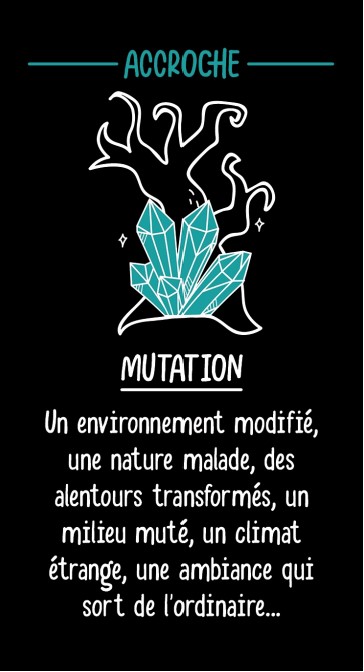 ACCROCHE
MUTATION
Un environnement modifié,
une nature malade, des
alentours transformés, un
milieu muté, un climat
étrange, une ambiance qui
sort de l'ordinaire...